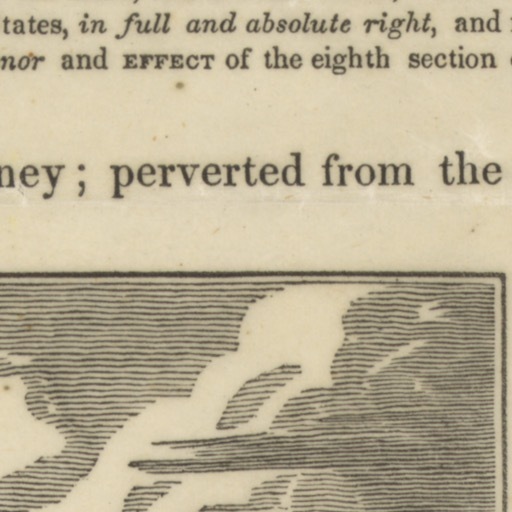 tates, in full and absolute right, and
nor and EFFECT of the eighth section
ney; perverted from the